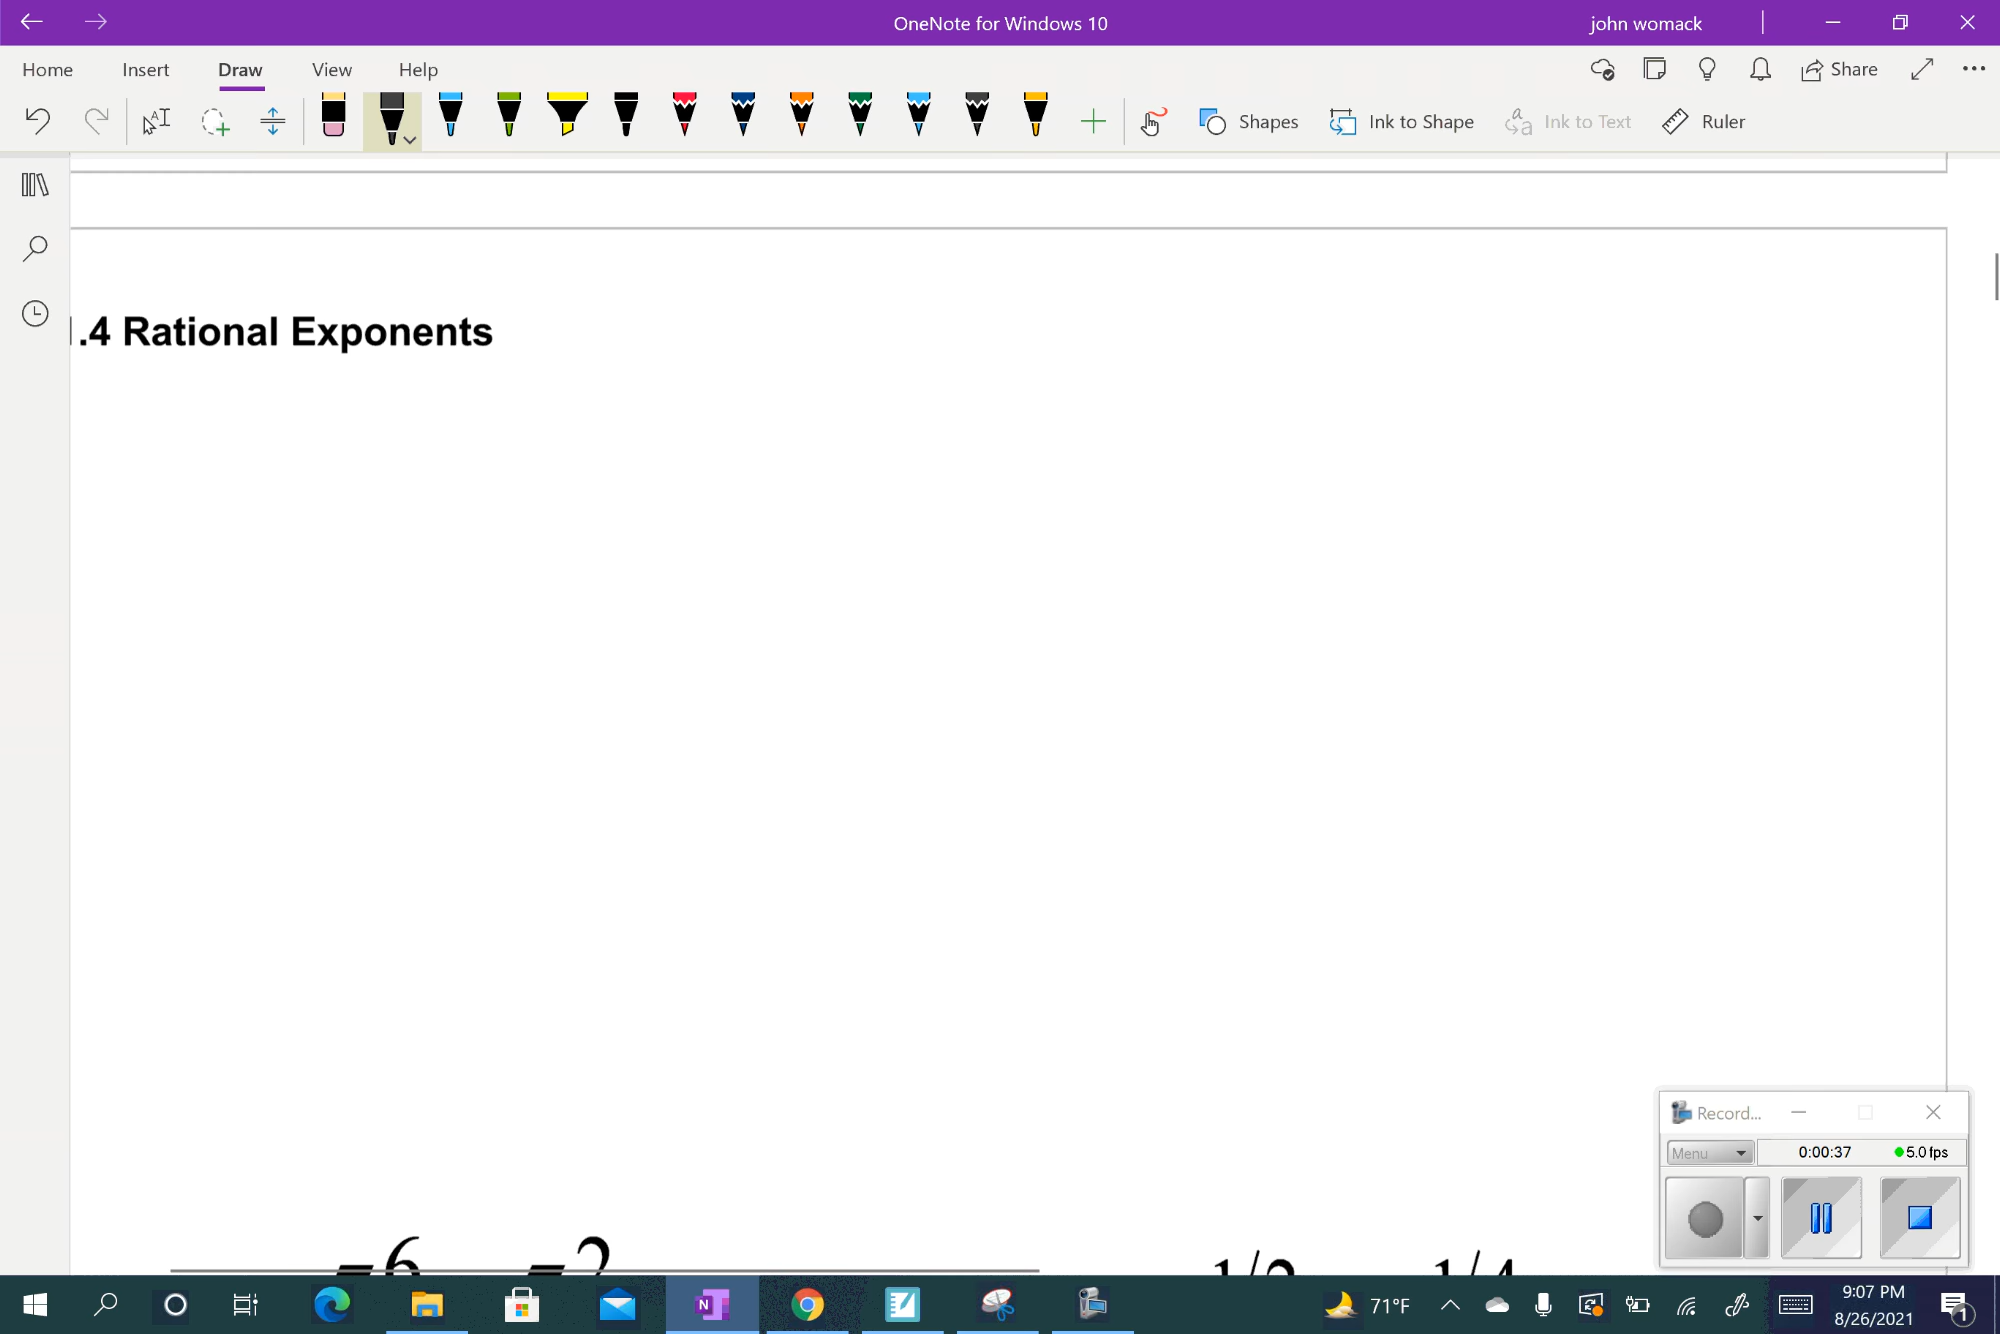 OneNote for Windows 10
john womack
Home Insert Draw View Help
Share
Shapes
Ink to Shape
Ink to Text
Ruler
.4 Rational Exponents
Record...
Menu
0:00:37
5.0 fps
71°F
9:07 PM
8/26/2021
1